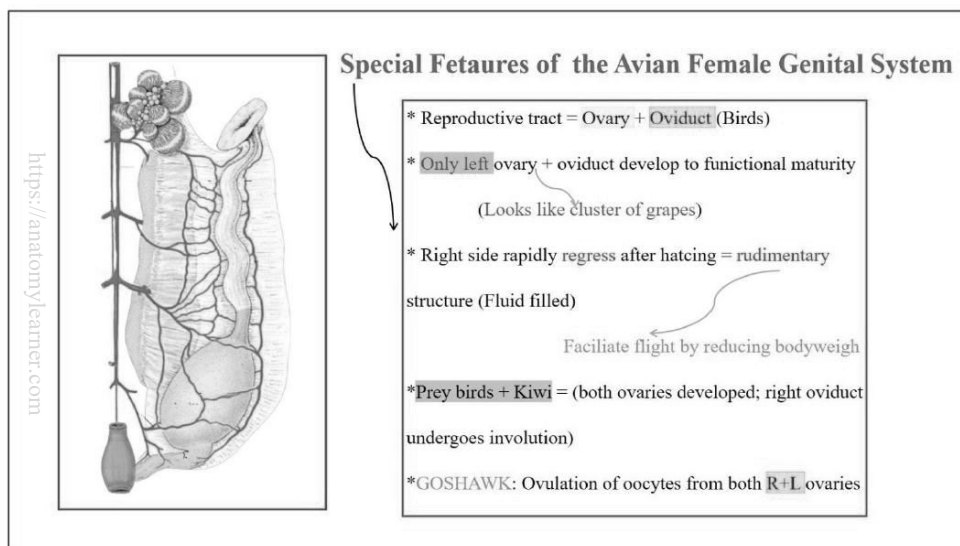 Special Fetaures of the Avian Female Genital System
* Reproductive tract = Ovary + Oviduct (Birds)
* Only left ovary + oviduct develop to funictional maturity
(Looks like cluster of grapes)
* Right side rapidly regress after hatcing = rudimentary
structure (Fluid filled)
Faciliate flight by reducing bodyweigh
*Prey birds + Kiwi = (both ovaries developed; right oviduct
undergoes involution)
*GOSHAWK: Ovulation of oocytes from both R+L ovaries
https://anatomylearner.com